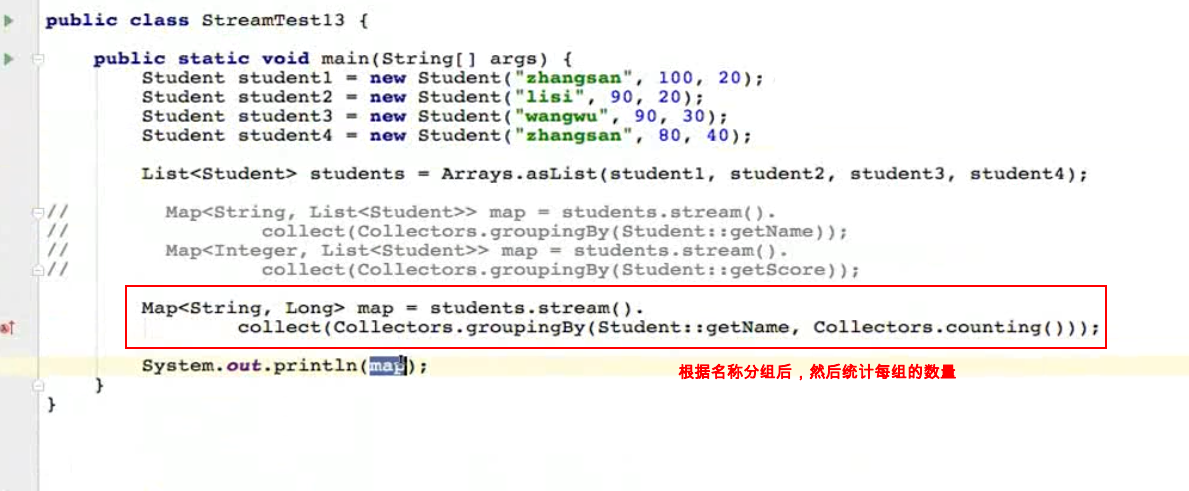 public class StreamTest13 {
public static void main(String[] args) {
Student student1 = new Student("zhangsan", 100, 20);
Student student2 = new Student("lisi", 90, 20);
Student student3 = new Student("wangwu", 90, 30);
Student student4 = new Student("zhangsan", 80, 40);
List<Student> students = Arrays.asList(student1, student2, student3, student4);
// Map<String, List<Student>> map = students.stream().
// collect(Collectors.groupingBy(Student::getName));
// Map<Integer, List<Student>> map = students.stream().
// collect(Collectors.groupingBy(Student::getScore));
Map<String, Long> map = students.stream().
collect(Collectors.groupingBy(Student::getName, Collectors.counting()));
System.out.println(map);
根据名称分组后，然后统计每组的数量
}
}